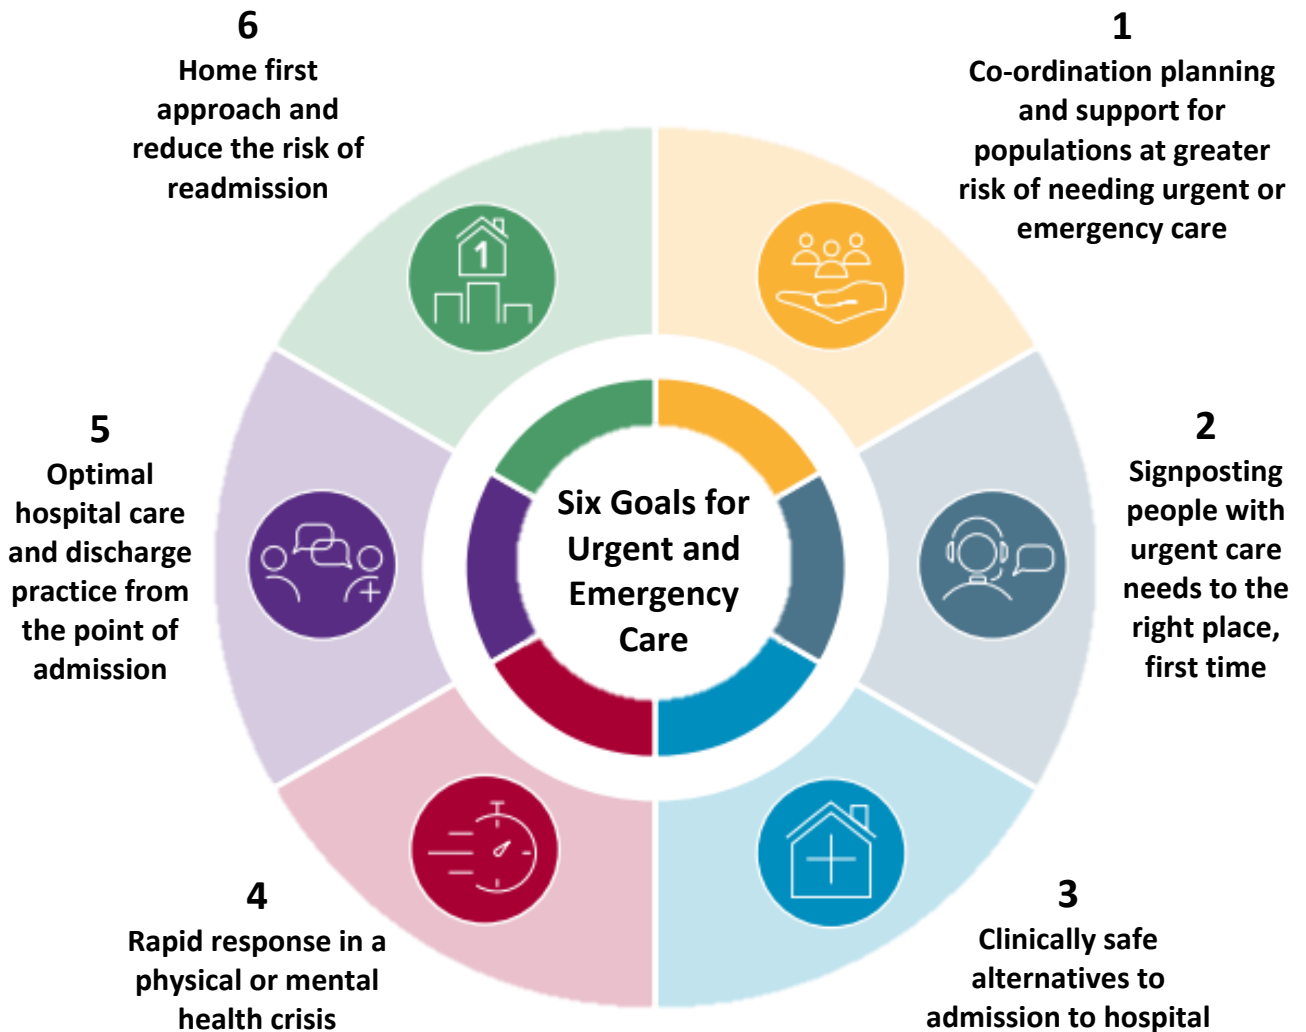 6
Home first
approach and
reduce the risk of
readmission
1
Co-ordination planning
and support for
populations at greater
risk of needing urgent or
emergency care
1
5
Optimal
hospital care
and discharge
practice from
the point of
admission
Six Goals for
Urgent and
Emergency
Care
2
Signposting
people with
urgent care
needs to the
right place,
first time
4
Rapid response in a
physical or mental
health crisis
3
Clinically safe
alternatives to
admission to hospital